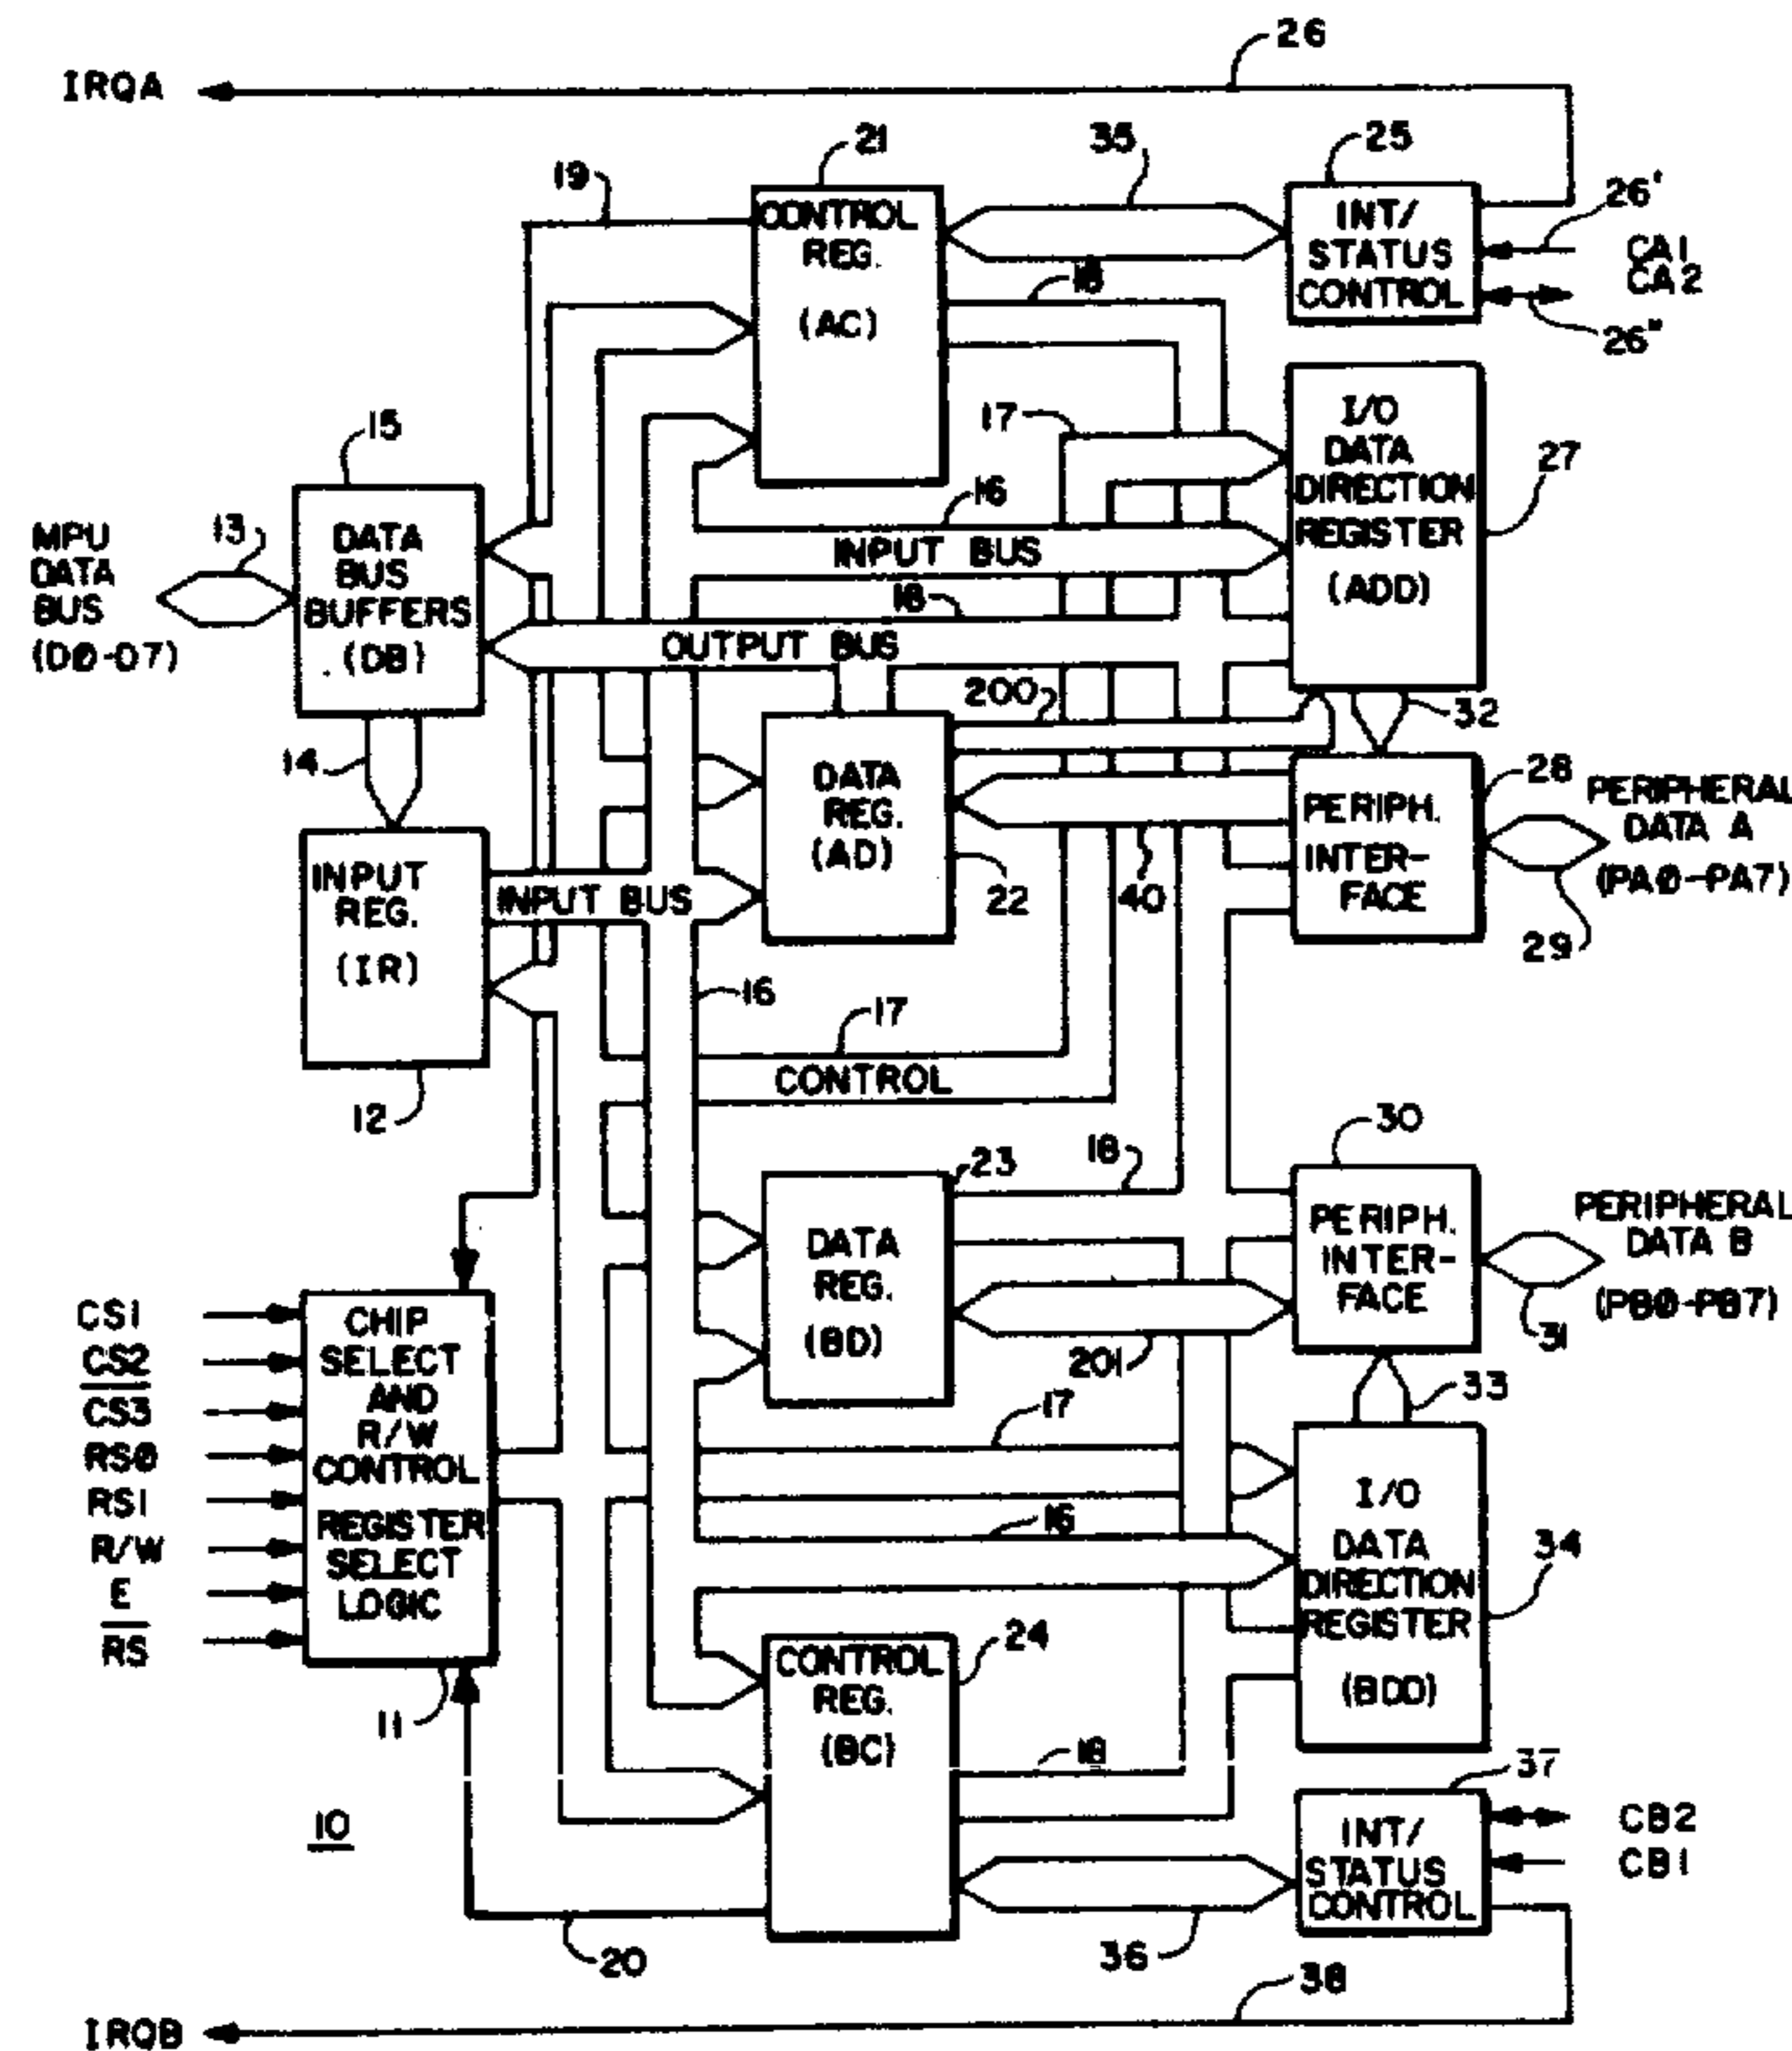 26
IRQA
21
35
25
19
CONTROL
REG.
(AC)
INT/
STATUS
CONTROL
26'
CA1
CA2
26"
18
15
17
I/O
DATA
DIRECTION
REGISTER
(ADD)
27
16
MPU
DATA
BUS
(D0-D7)
13
DATA
BUS
BUFFERS
(DB)
INPUT BUS
18
OUTPUT BUS
200
32
14
DATA
REG.
(AD)
22
40
PERIPH.
INTER-
FACE
28
PERIPHERAL
DATA A
(PA0-PA7)
29
INPUT
REG.
(IR)
INPUT BUS
16
17
CONTROL
12
30
23
18
DATA
REG.
(BD)
PERIPH.
INTER-
FACE
PERIPHERAL
DATA B
(PB0-PB7)
31
201
33
CS1
CS2
CS3
RS0
RS1
R/W
E
RS
CHIP
SELECT
AND
R/W
CONTROL
REGISTER
SELECT
LOGIC
11
17
16
I/O
DATA
DIRECTION
REGISTER
(BDD)
34
24
CONTROL
REG.
(BC)
18
37
10
INT/
STATUS
CONTROL
CB2
CB1
20
36
38
IRQB